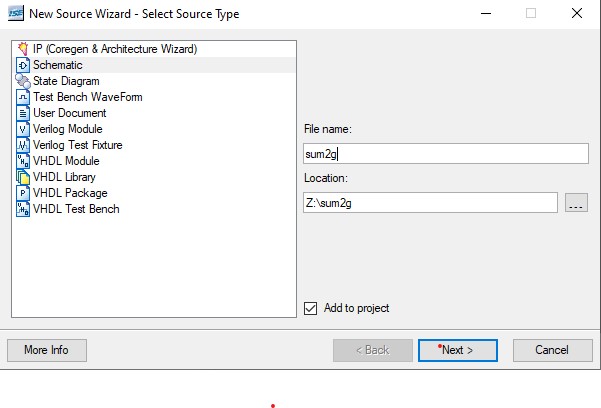 ISE New Source Wizard - Select Source Type
IP (Coregen & Architecture Wizard)
Schematic
State Diagram
Test Bench WaveForm
User Document
Verilog Module
Verilog Test Fixture
VHDL Module
VHDL Library
VHDL Package
VHDL Test Bench
File name:
sum2g
Location:
Z:\sum2g
...
Add to project
More Info
< Back
Next >
Cancel